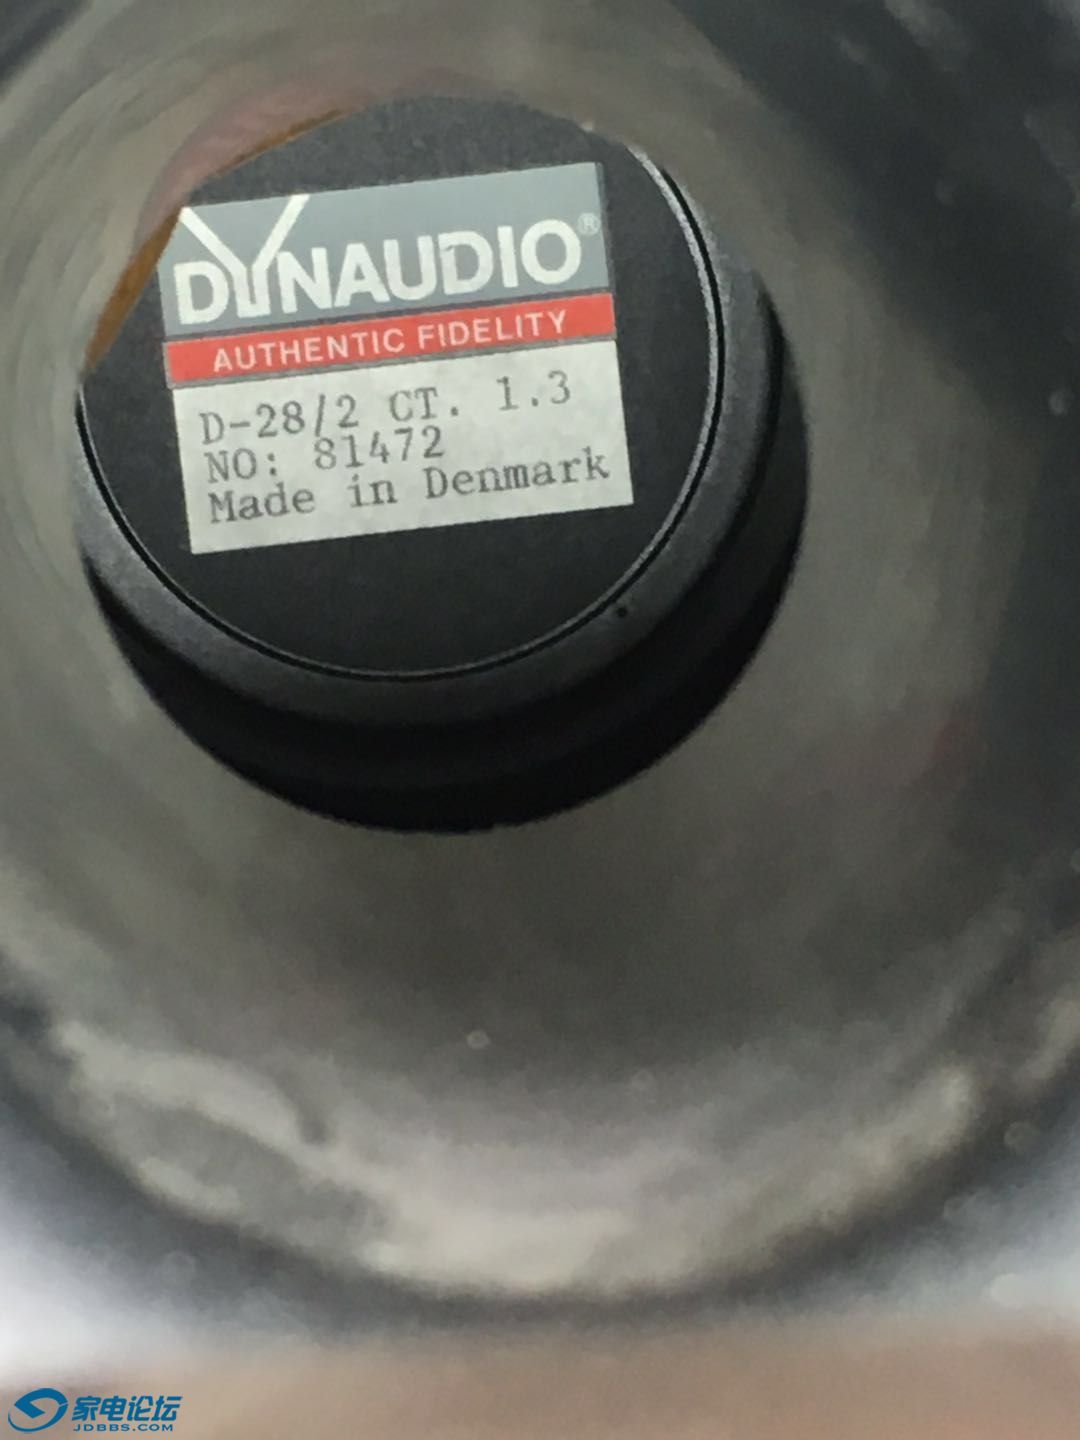 DYNAUDIO®
AUTHENTIC FIDELITY
D-28/2 CT. 1.3
NO: 81472
Made in Denmark
家电论坛
JDBBS.COM